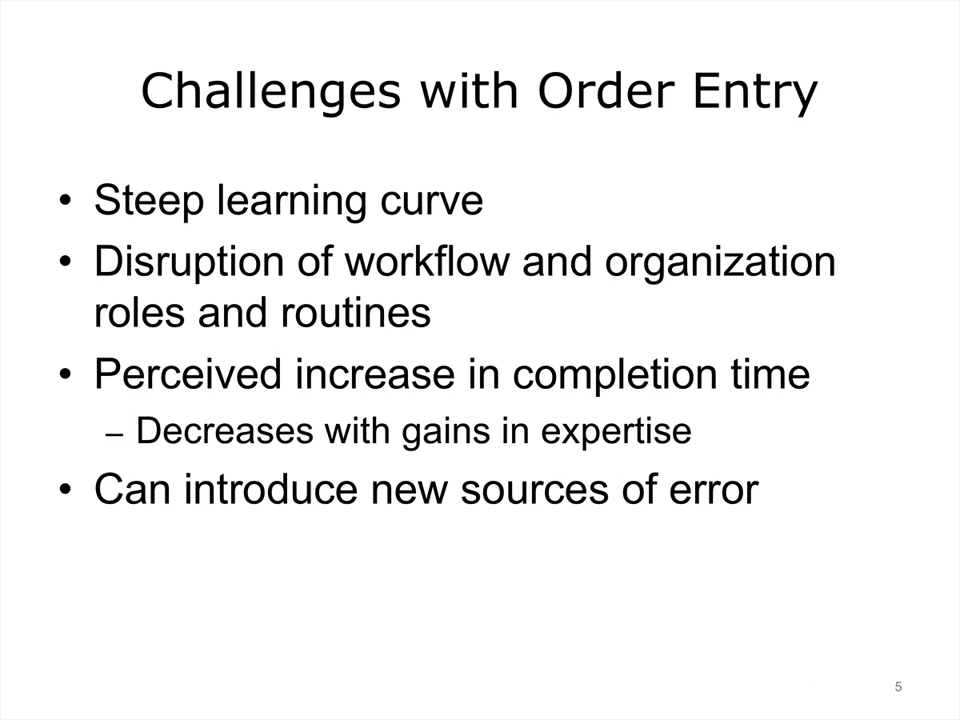 Challenges with Order Entry
• Steep learning curve
• Disruption of workflow and organization
roles and routines
• Perceived increase in completion time
– Decreases with gains in expertise
• Can introduce new sources of error
5